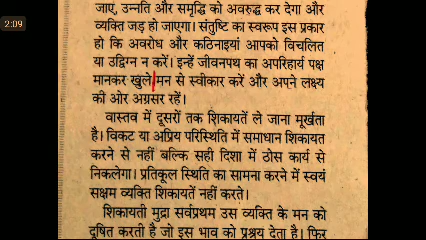 2:09
जाएं, उन्नति और समृद्धि को अवरुद्ध कर देगा और
व्यक्ति जड़ हो जाएगा। संतुष्टि का स्वरूप इस प्रकार
हो कि अवरोध और कठिनाइयां आपको विचलित
या उद्विग्न न करें। इन्हें जीवनपथ का अपरिहार्य पक्ष
मानकर खुले मन से स्वीकार करें और अपने लक्ष्य
की ओर अग्रसर रहें।
वास्तव में दूसरों तक शिकायतें ले जाना मूर्खता
है। विकट या अप्रिय परिस्थिति में समाधान शिकायत
करने से नहीं बल्कि सही दिशा में ठोस कार्य से
निकलेगा। प्रतिकूल स्थिति का सामना करने में स्वयं
सक्षम व्यक्ति शिकायतें नहीं करते।
शिकायती मुद्रा सर्वप्रथम उस व्यक्ति के मन को
दूषित करती है जो इस भाव को प्रश्रय देता है। फिर